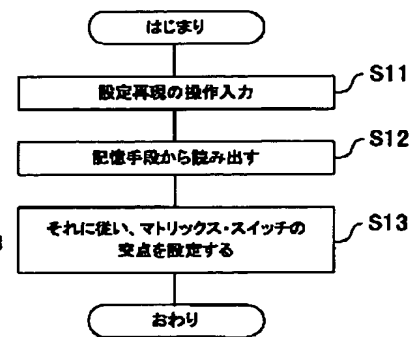 はじまり
設定再現の操作入力
S11
記憶手段から読み出す
S12
それに従い、マトリックス・スイッチの
交点を設定する
S13
おわり